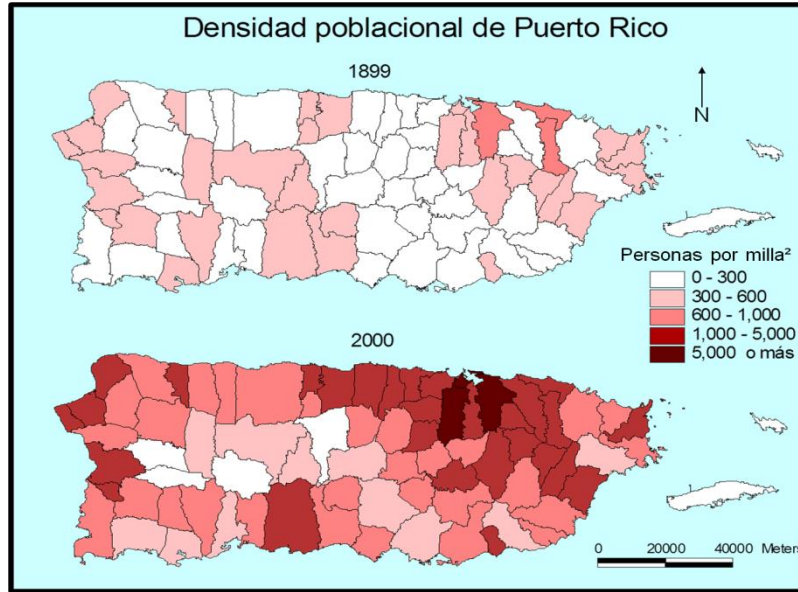 Densidad poblacional de Puerto Rico
1899
N
Personas por milla²
0 - 300
300 - 600
600 - 1,000
1,000 - 5,000
5,000 o más
2000
0 20000 40000 Meters